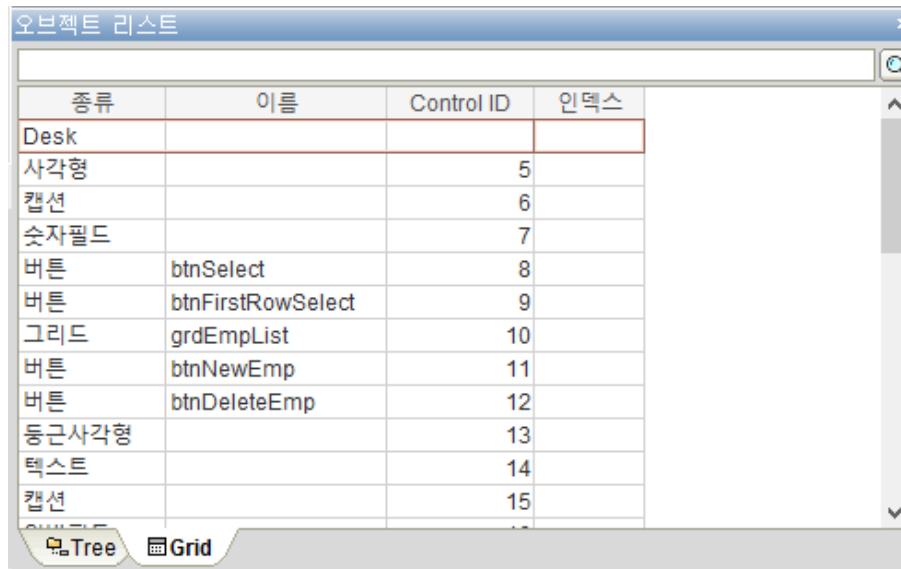 오브젝트 리스트
종류 이름 Control ID 인덱스
Desk
사각형 5
캡션 6
숫자필드 7
버튼 btnSelect 8
버튼 btnFirstRowSelect 9
그리드 grdEmpList 10
버튼 btnNewEmp 11
버튼 btnDeleteEmp 12
둥근사각형 13
텍스트 14
캡션 15
Tree Grid